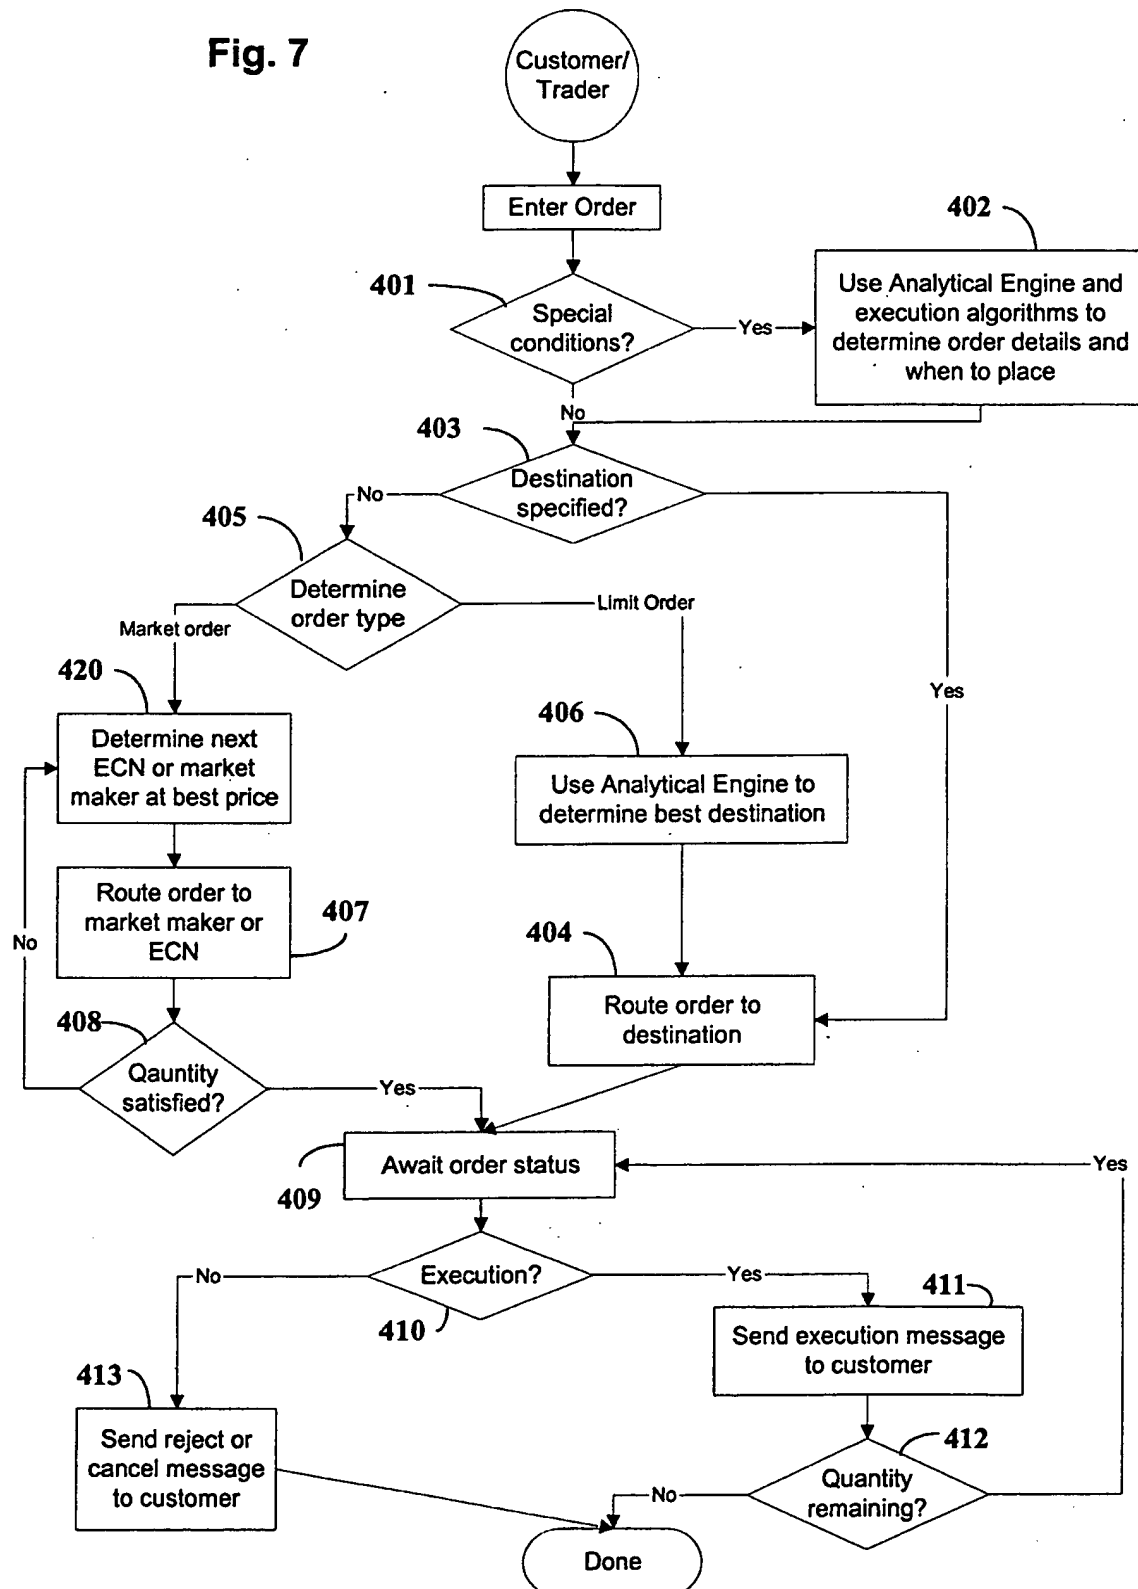 Fig. 7
Customer/
Trader
Enter Order
402
401
Special
conditions?
Yes
Use Analytical Engine and
execution algorithms to
determine order details and
when to place
No
403
Destination
specified?
No
405
Determine
order type
Limit Order
Market order
420
Yes
Determine next
ECN or market
maker at best price
406
Use Analytical Engine to
determine best destination
Route order to
market maker or
ECN
407
No
404
Route order to
destination
408
Qauntity
satisfied?
Yes
Await order status
Yes
409
Execution?
No
Yes
410
411
Send execution message
to customer
413
Send reject or
cancel message
to customer
412
Quantity
remaining?
No
Done